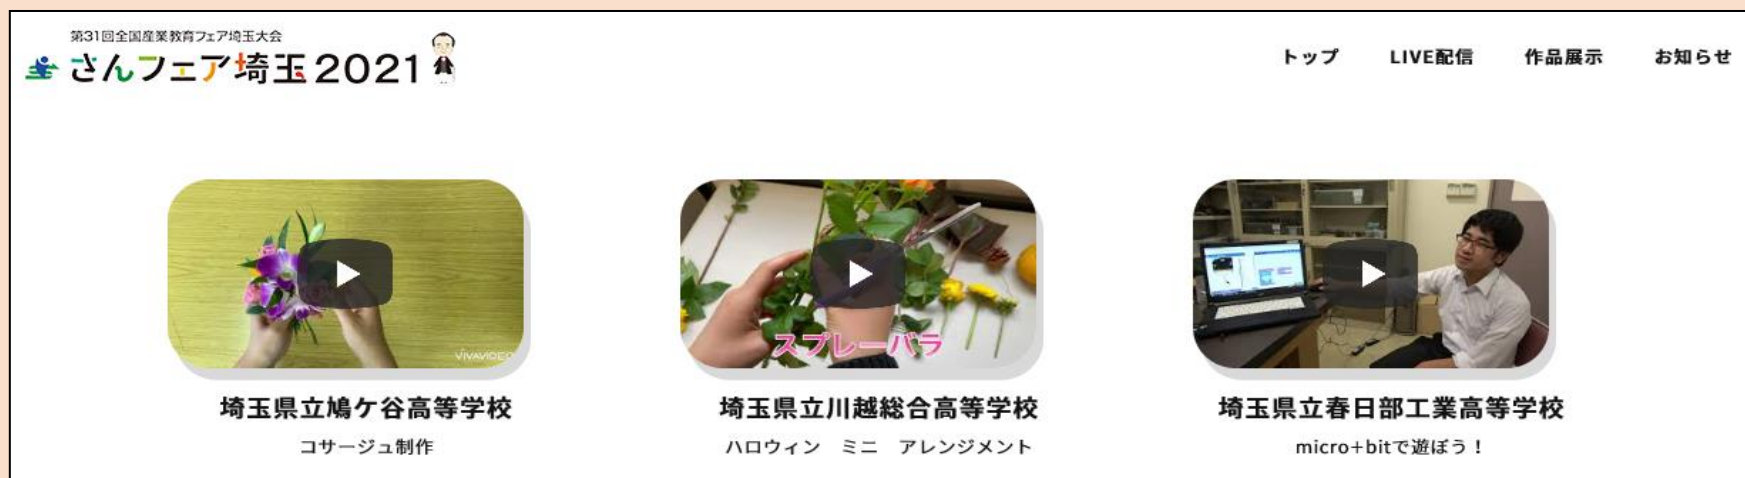 第31回全国産業教育フェア埼玉大会
さんフェア埼玉2021
トップ LIVE配信 作品展示 お知らせ
VIVAVIDEO
スプレーバラ
埼玉県立鳩ケ谷高等学校
コサージュ制作
埼玉県立川越総合高等学校
ハロウィン ミニ アレンジメント
埼玉県立春日部工業高等学校
micro+bitで遊ぼう！